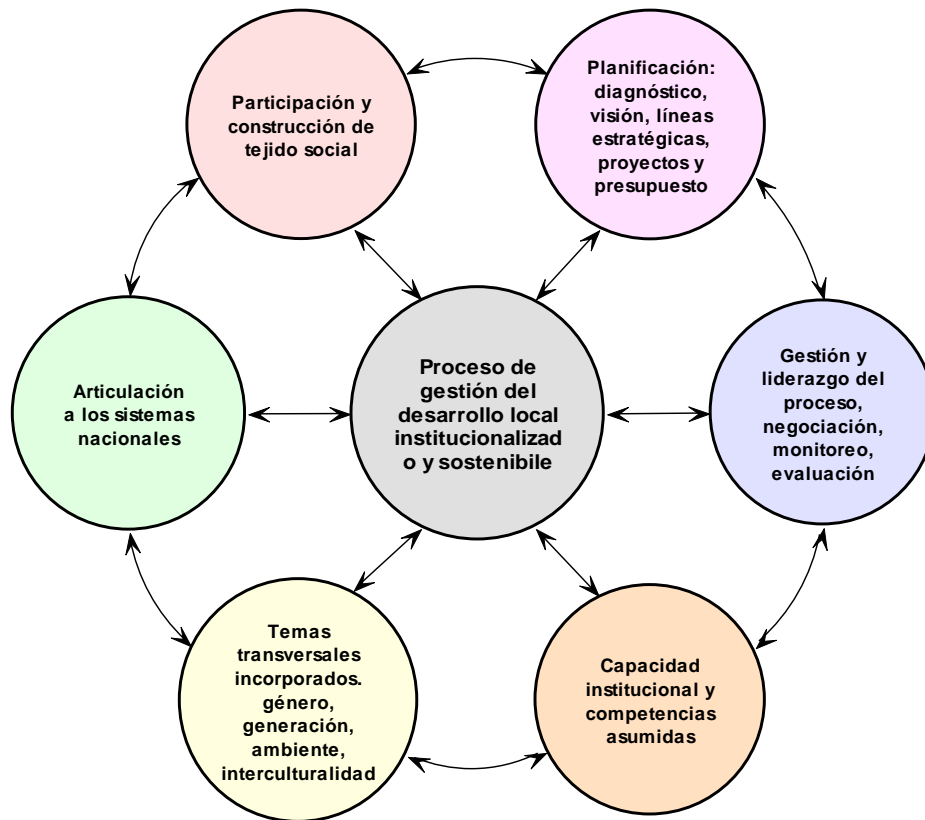 Participación y
construcción de
tejido social
Planificación:
diagnóstico,
visión, líneas
estratégicas,
proyectos y
presupuesto
Articulación
a los sistemas
nacionales
Proceso de
gestión del
desarrollo local
institucionalizad
o y sostenibile
Gestión y
liderazgo del
proceso,
negociación,
monitoreo,
evaluación
Temas
transversales
incorporados.
género,
generación,
ambiente,
interculturalidad
Capacidad
institucional y
competencias
asumidas